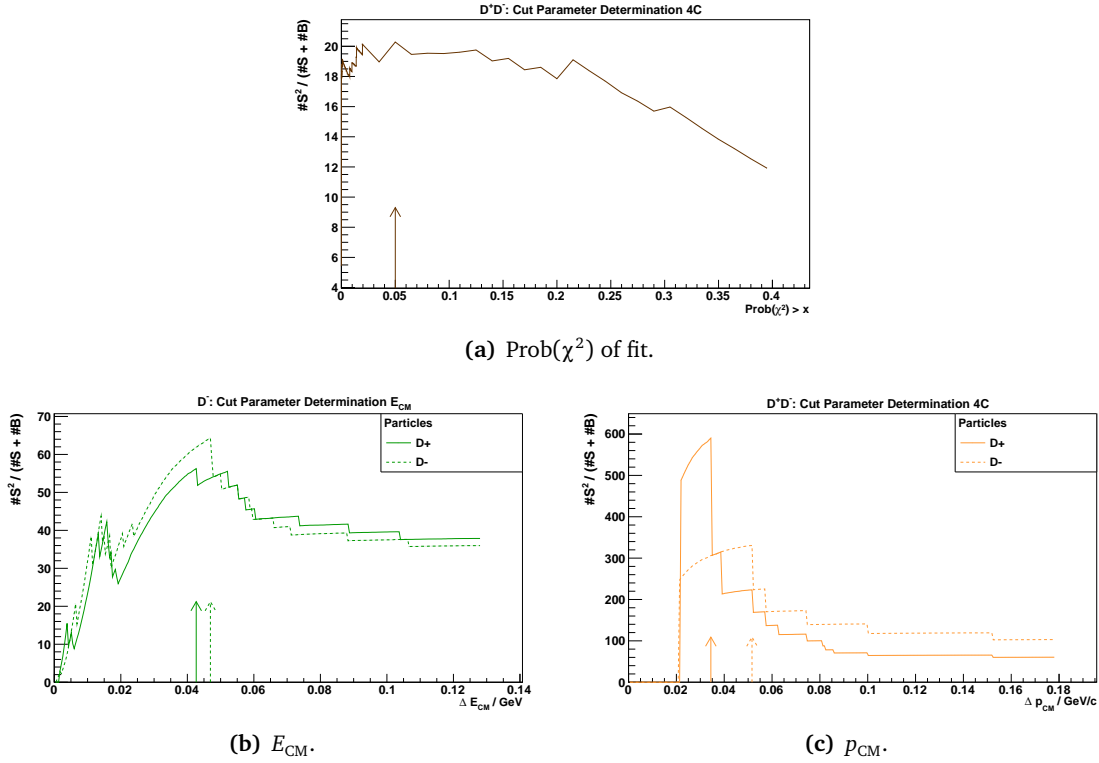 D⁺D⁻: Cut Parameter Determination 4C
#S² / (#S + #B)
20
18
16
14
12
10
8
6
4
0 0.05 0.1 0.15 0.2 0.25 0.3 0.35 0.4
Prob(χ²) > x
(a) Prob(χ²) of fit.
D⁻: Cut Parameter Determination E_CM
#S² / (#S + #B)
70
60
50
40
30
20
10
0
0 0.02 0.04 0.06 0.08 0.1 0.12 0.14
Δ E_CM / GeV
Particles
D+
D-
(b) E_CM.
D⁺D⁻: Cut Parameter Determination 4C
#S² / (#S + #B)
600
500
400
300
200
100
0
0 0.02 0.04 0.06 0.08 0.1 0.12 0.14 0.16 0.18
Δ p_CM / GeV/c
Particles
D+
D-
(c) p_CM.